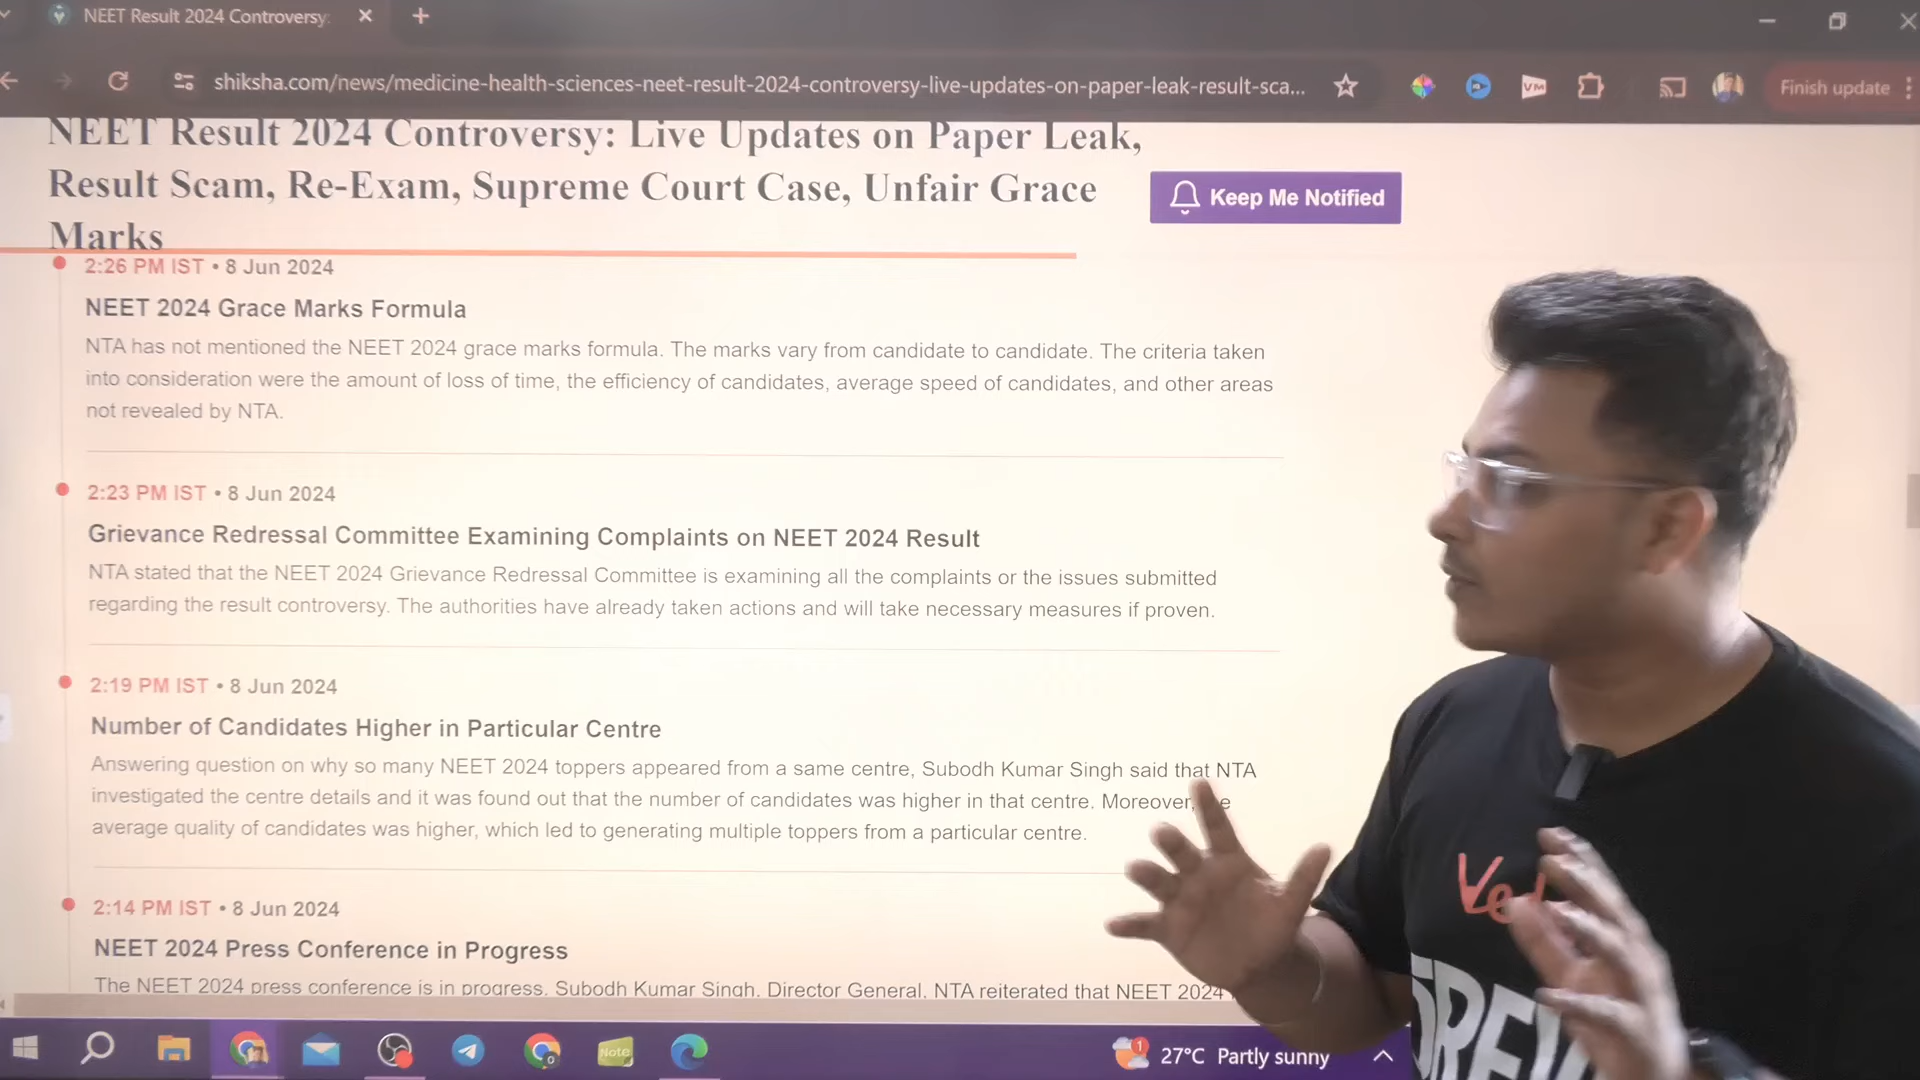 NEET Result 2024 Controversy:
shiksha.com/news/medicine-health-sciences-neet-result-2024-controversy-live-updates-on-paper-leak-result-sca...
VM
Finish update
NEET Result 2024 Controversy: Live Updates on Paper Leak,
Result Scam, Re-Exam, Supreme Court Case, Unfair Grace
Marks
Keep Me Notified
2:26 PM IST • 8 Jun 2024
NEET 2024 Grace Marks Formula
NTA has not mentioned the NEET 2024 grace marks formula. The marks vary from candidate to candidate. The criteria taken
into consideration were the amount of loss of time, the efficiency of candidates, average speed of candidates, and other areas
not revealed by NTA.
2:23 PM IST • 8 Jun 2024
Grievance Redressal Committee Examining Complaints on NEET 2024 Result
NTA stated that the NEET 2024 Grievance Redressal Committee is examining all the complaints or the issues submitted
regarding the result controversy. The authorities have already taken actions and will take necessary measures if proven.
2:19 PM IST • 8 Jun 2024
Number of Candidates Higher in Particular Centre
Answering question on why so many NEET 2024 toppers appeared from a same centre, Subodh Kumar Singh said that NTA
investigated the centre details and it was found out that the number of candidates was higher in that centre. Moreover,
average quality of candidates was higher, which led to generating multiple toppers from a particular centre.
2:14 PM IST • 8 Jun 2024
NEET 2024 Press Conference in Progress
The NEET 2024 press conference is in progress. Subodh Kumar Singh, Director General, NTA reiterated that NEET 2024
Note
1
27°C Partly sunny